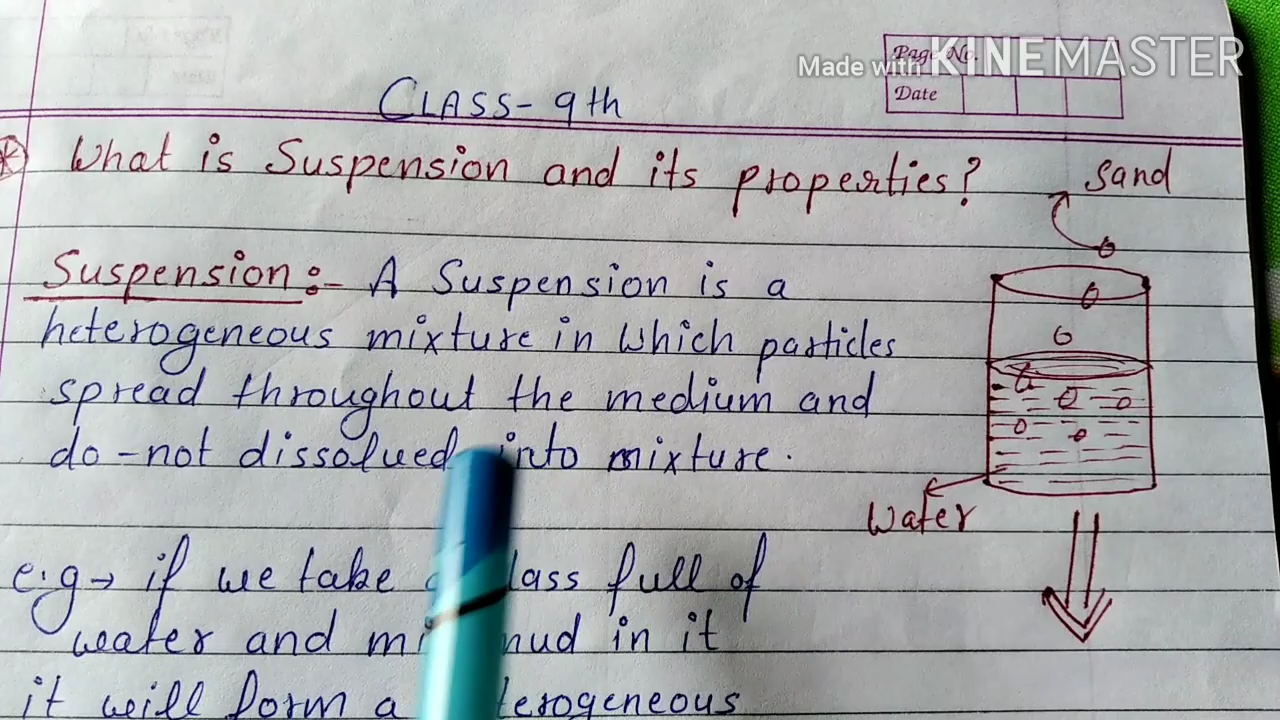 Made with KINEMASTER
Page No.
Date
CLASS- 9th
What is Suspension and its properties?
Sand
Suspension:- A Suspension is a
heterogeneous mixture in which particles
spread throughout the medium and
do-not dissolved into mixture.
Water
e.g→ if we take full of
water and in it
it will form a